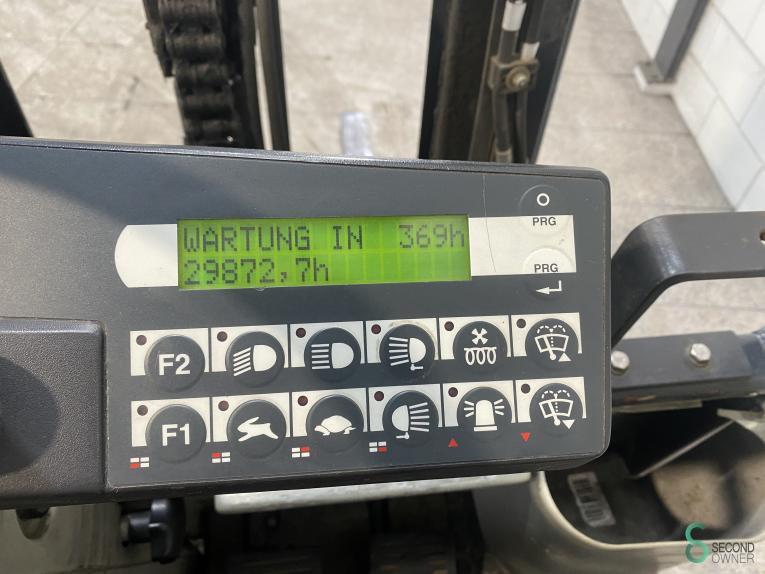 WARTUNG IN 369h
29872,7h
PRG
PRG
F2
F1
SECOND
OWNER